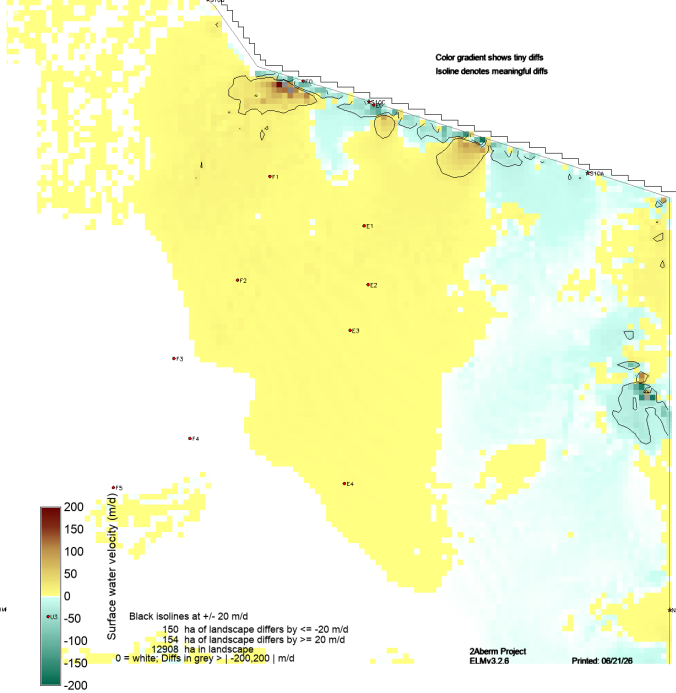 Color gradient shows tiny diffs
Isoline denotes meaningful diffs
S10A
F1
E1
F2
E2
E3
F3
F4
E4
F5
200
150
100
50
0
-50
-100
-150
-200
U3
Surface water velocity (m/d)
Black isolines at +/- 20 m/d
150 ha of landscape differs by <= -20 m/d
154 ha of landscape differs by >= 20 m/d
12908 ha in landscape
0 = white; Diffs in grey > | -200,200 | m/d
2Aberm Project
ELMv3.2.6
Printed: 06/21/26